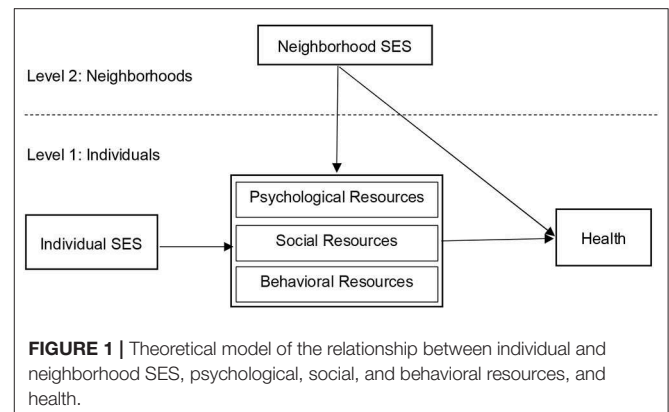 Neighborhood SES
Level 2: Neighborhoods
Level 1: Individuals
Psychological Resources
Individual SES
Social Resources
Health
Behavioral Resources
FIGURE 1 | Theoretical model of the relationship between individual and
neighborhood SES, psychological, social, and behavioral resources, and
health.